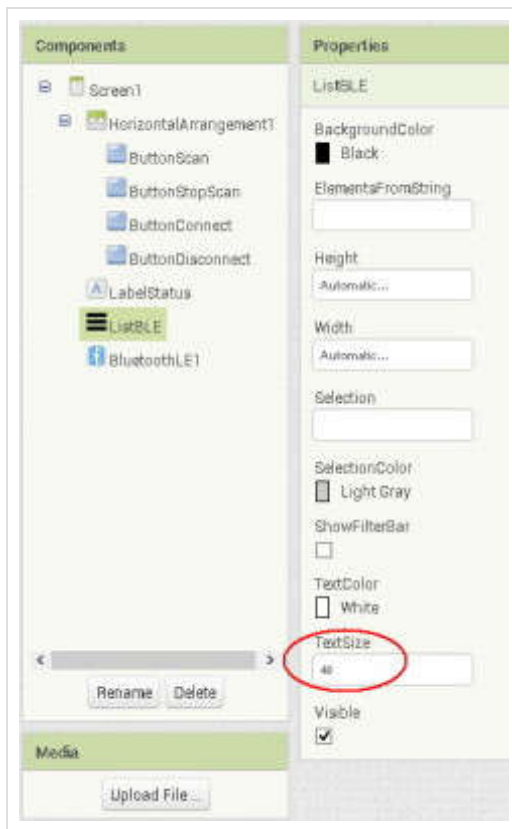 Components
Screen1
HorizontalArrangement1
ButtonScan
ButtonStopScan
ButtonConnect
ButtonDisconnect
LabelStatus
ListBLE
BluetoothLE1
Rename Delete
Media
Upload File ...
Properties
ListBLE
BackgroundColor
Black
ElementsFromString
Height
Automatic...
Width
Automatic...
Selection
SelectionColor
Light Gray
ShowFilterBar
TextColor
White
TextSize
40
Visible